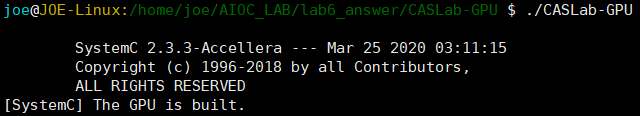 joe@JOE-Linux:/home/joe/AIOC_LAB/lab6_answer/CASLab-GPU $ ./CASLab-GPU
SystemC 2.3.3-Accellera --- Mar 25 2020 03:11:15
Copyright (c) 1996-2018 by all Contributors,
ALL RIGHTS RESERVED
[SystemC] The GPU is built.